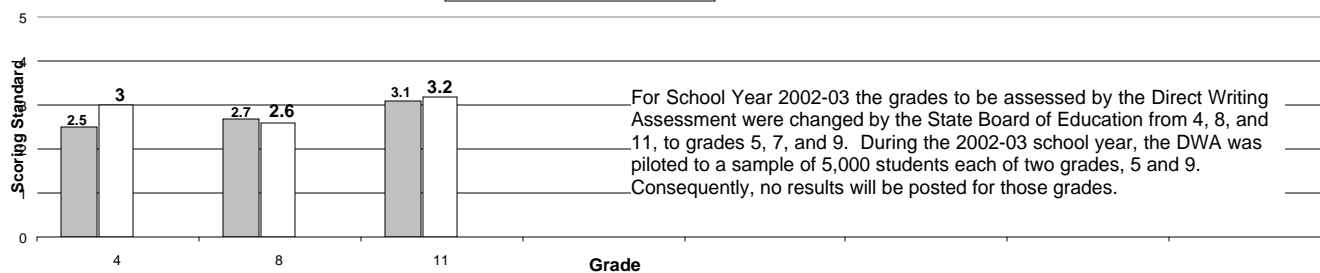 5
4
3
2
1
0
Scoring Standard
2.5
3
2.7
2.6
3.1
3.2
For School Year 2002-03 the grades to be assessed by the Direct Writing
Assessment were changed by the State Board of Education from 4, 8, and
11, to grades 5, 7, and 9.  During the 2002-03 school year, the DWA was
piloted to a sample of 5,000 students each of two grades, 5 and 9.
Consequently, no results will be posted for those grades.
4
8
11
Grade